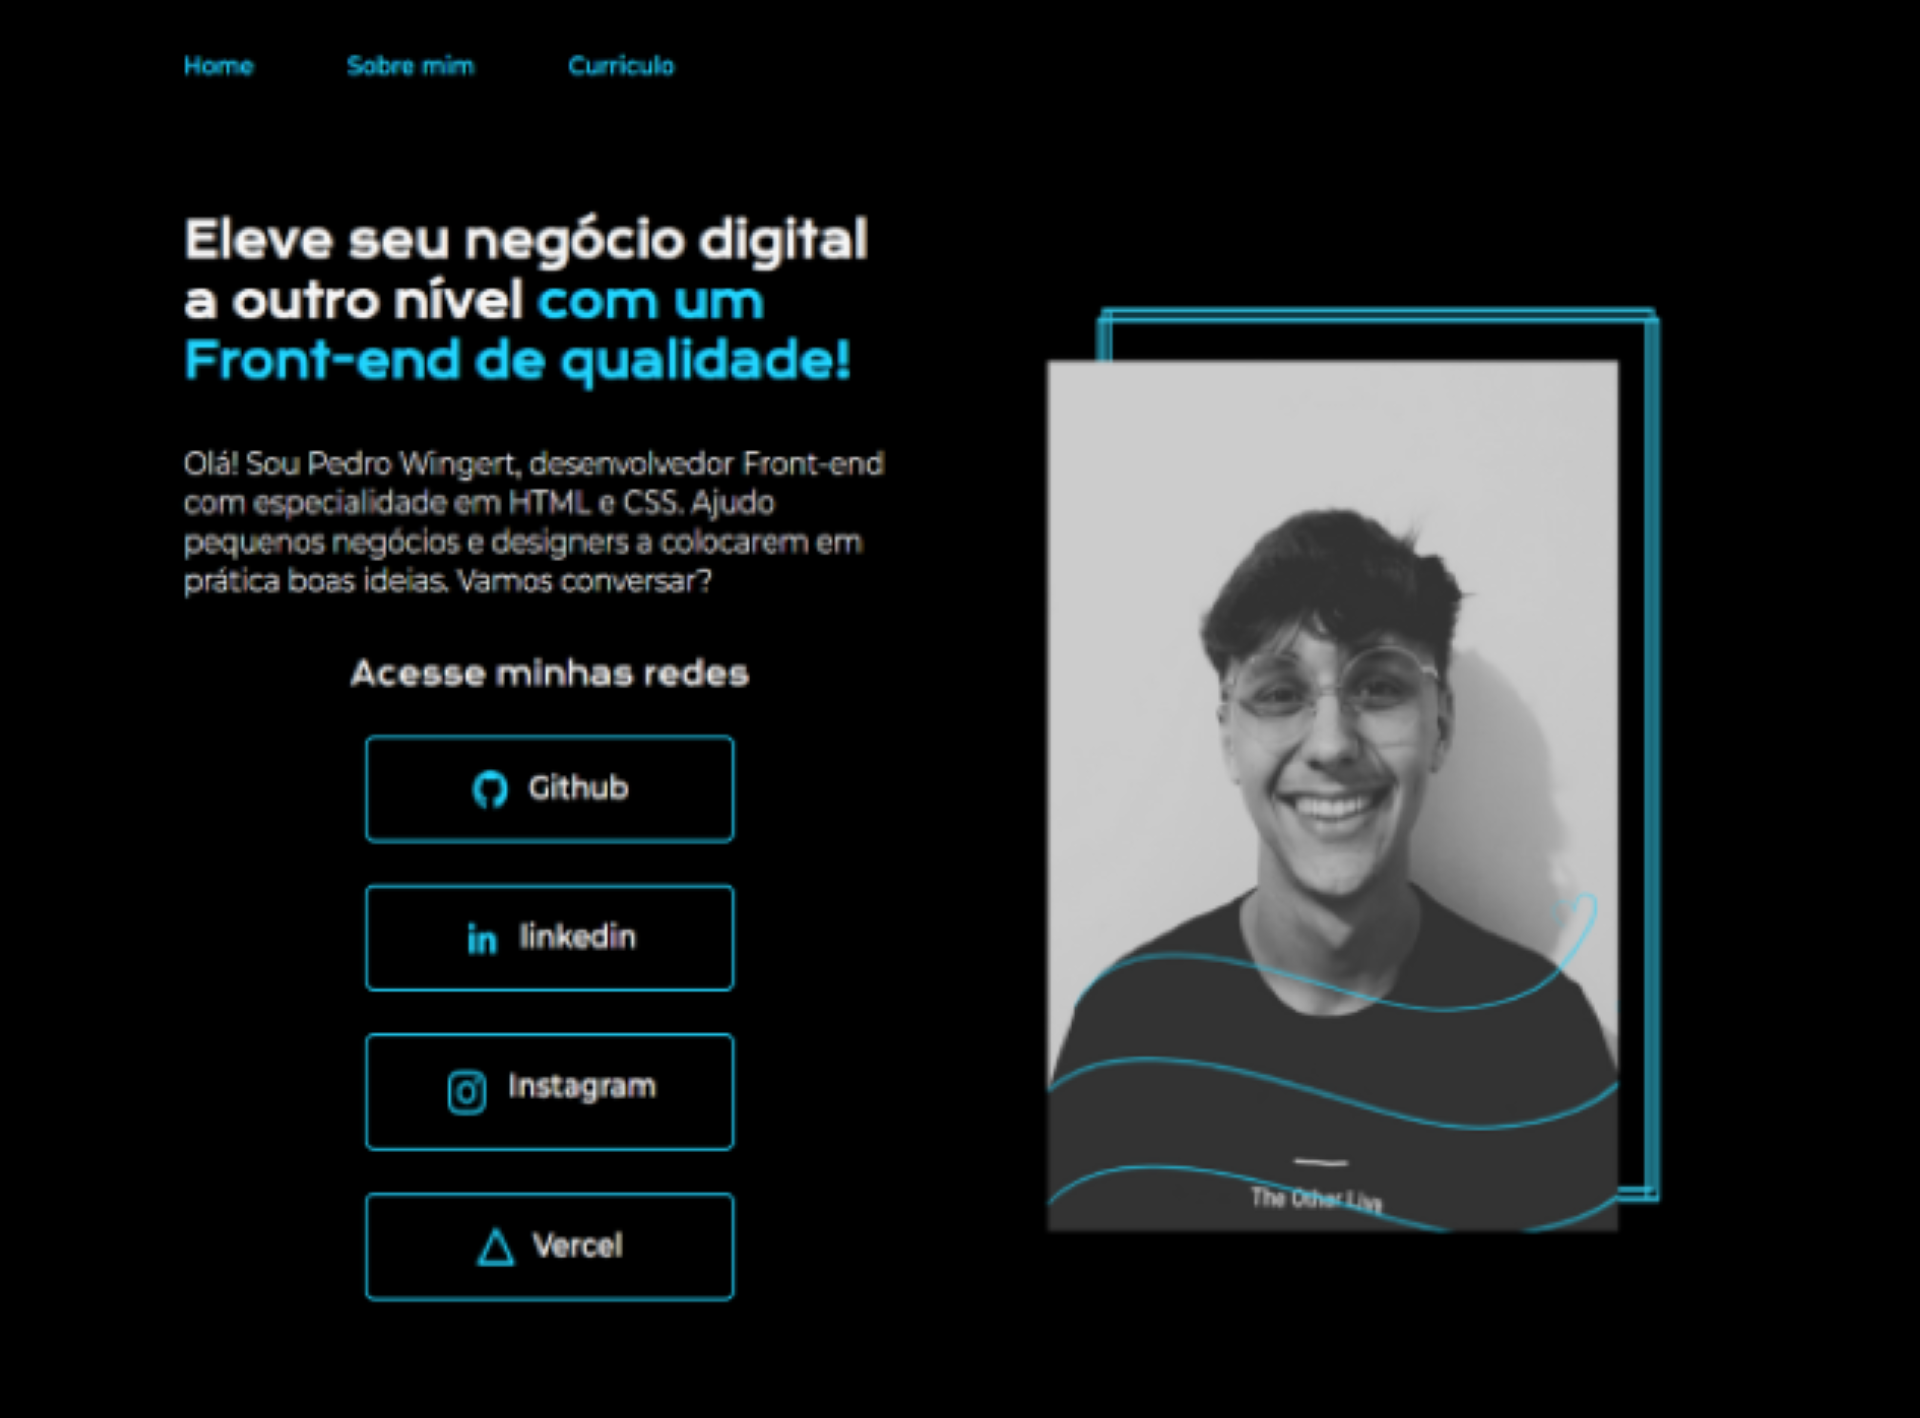 Home
Sobre mim
Curriculo
Eleve seu negócio digital
a outro nível com um
Front-end de qualidade!
Olá! Sou Pedro Wingert, desenvolvedor Front-end
com especialidade em HTML e CSS. Ajudo
pequenos negócios e designers a colocarem em
prática boas ideias. Vamos conversar?
Acesse minhas redes
Github
in linkedin
Instagram
Vercel
The Other Live